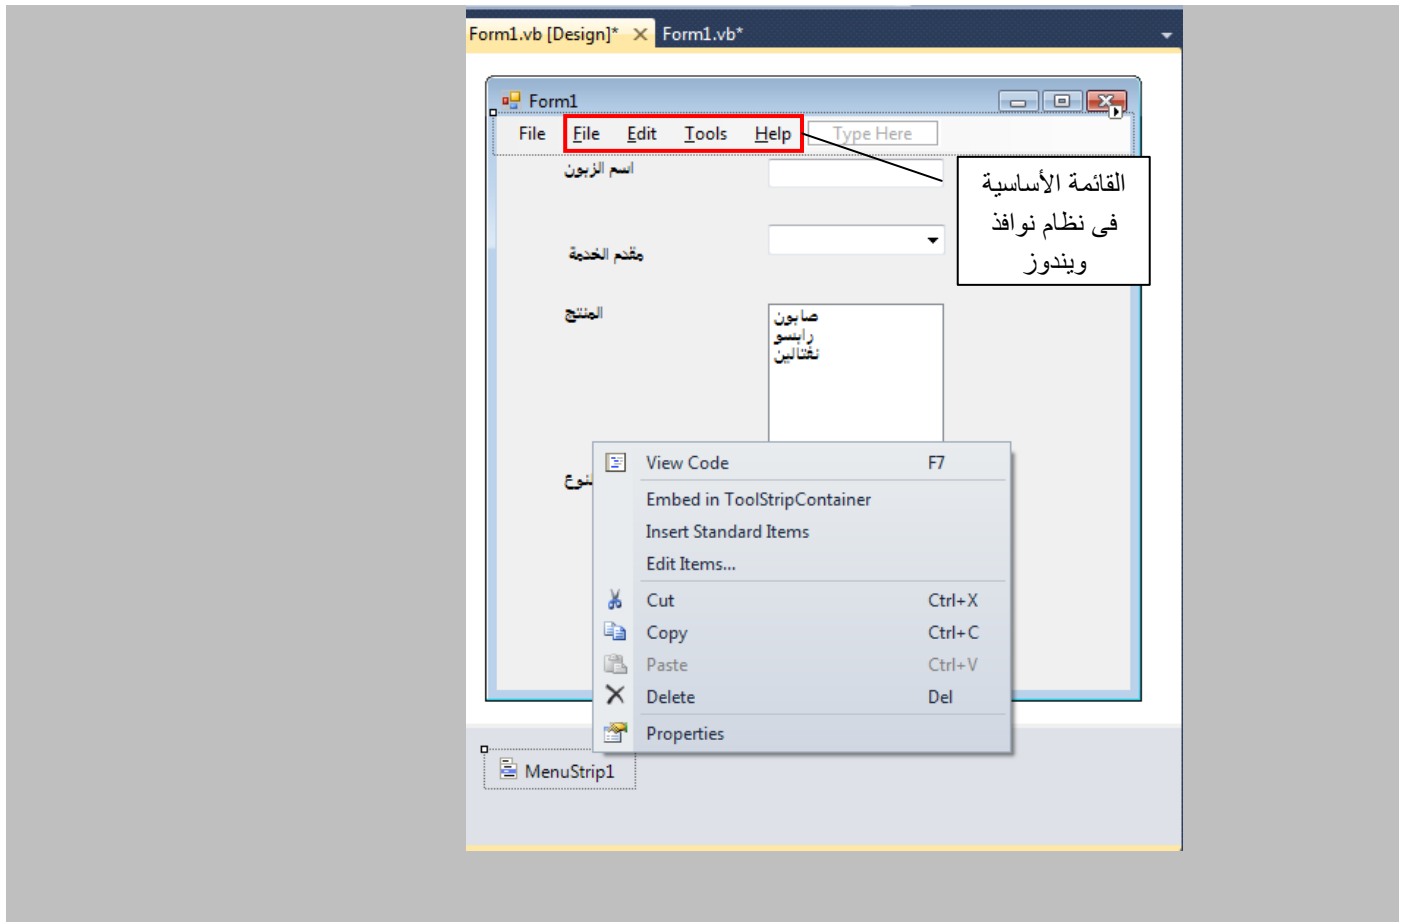 Form1.vb [Design]* Form1.vb*
Form1
File File Edit Tools Help Type Here
القائمة الأساسية
فى نظام نوافذ
ويندوز
اسم الزبون
مقدم الخدمة
المنتج
صابون
رابسو
نفتالين
View Code F7
Embed in ToolStripContainer
Insert Standard Items
Edit Items...
Cut Ctrl+X
Copy Ctrl+C
Paste Ctrl+V
Delete Del
Properties
MenuStrip1